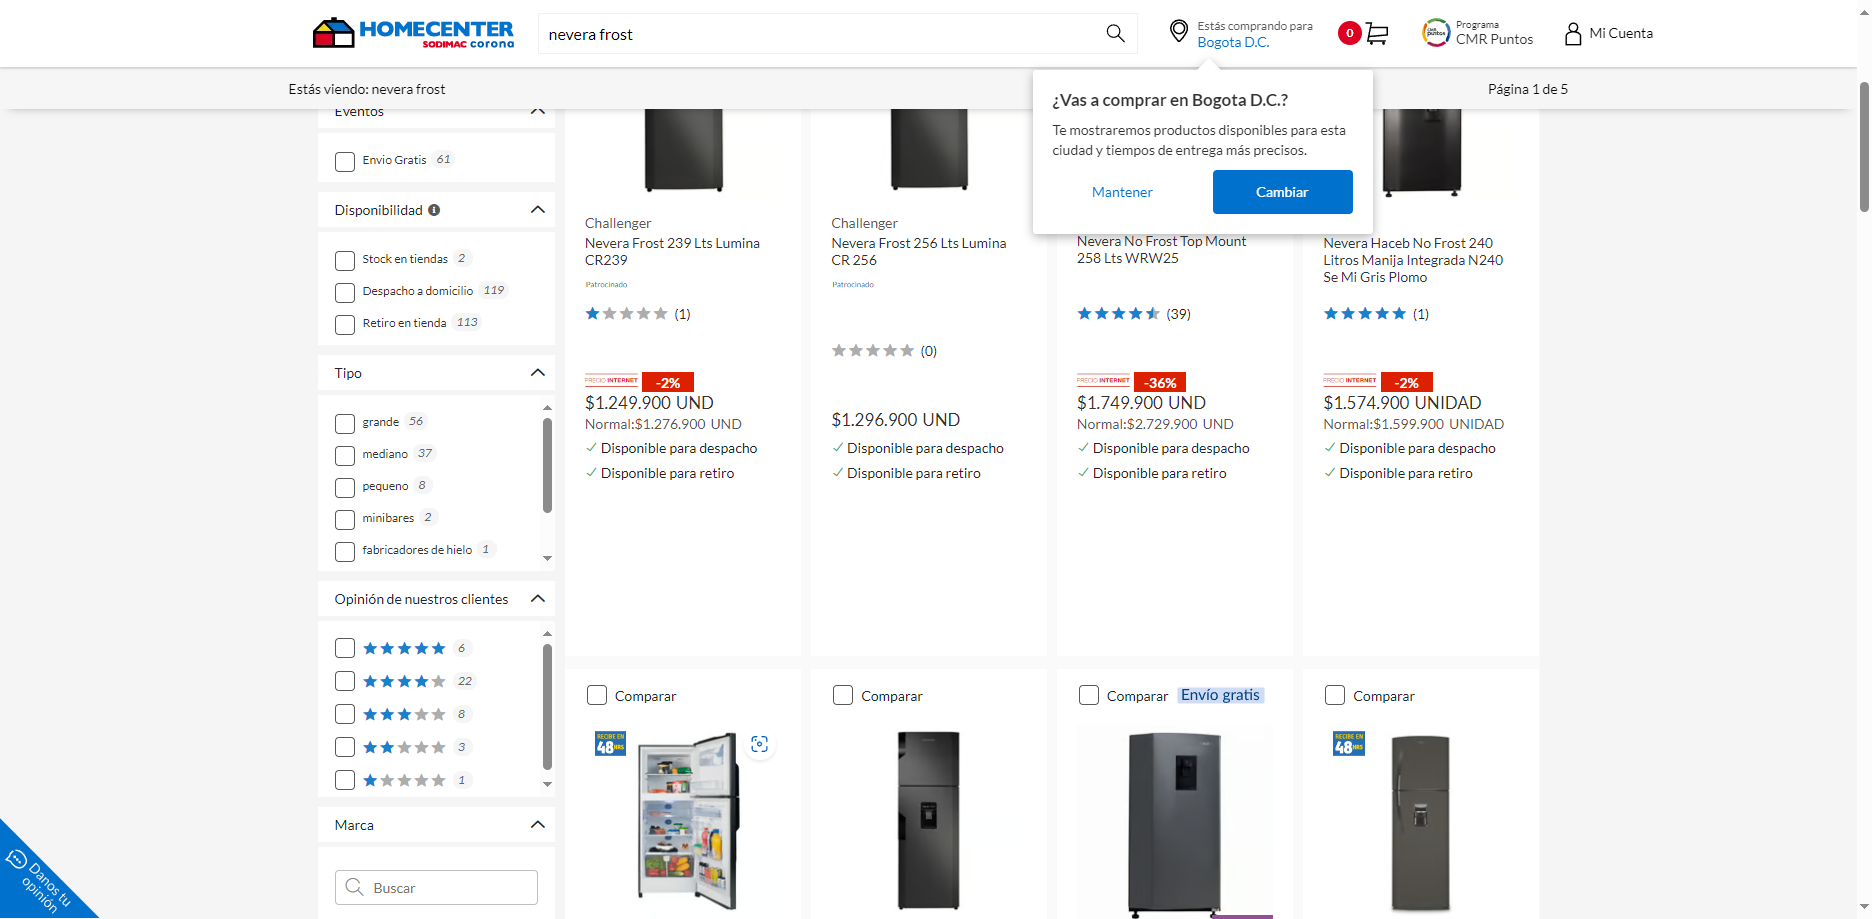 HOMECENTER
SODIMAC corona
nevera frost
Estás comprando para
Bogota D.C.
0
Programa
CMR Puntos
Mi Cuenta
Estás viendo: nevera frost
Página 1 de 5
¿Vas a comprar en Bogota D.C.?
Te mostraremos productos disponibles para esta
ciudad y tiempos de entrega más precisos.
Mantener
Cambiar
Eventos
Envio Gratis 61
Disponibilidad
Stock en tiendas 2
Despacho a domicilio 119
Retiro en tienda 113
Tipo
grande 56
mediano 37
pequeno 8
minibares 2
fabricadores de hielo 1
Opinión de nuestros clientes
6
22
8
3
1
Marca
Buscar
Danos tu
opinión
Challenger
Nevera Frost 239 Lts Lumina
CR239
Patrocinado
(1)
PRECIO INTERNET -2%
$1.249.900 UND
Normal:$1.276.900 UND
Disponible para despacho
Disponible para retiro
Challenger
Nevera Frost 256 Lts Lumina
CR 256
Patrocinado
(0)
$1.296.900 UND
Disponible para despacho
Disponible para retiro
Nevera No Frost Top Mount
258 Lts WRW25
(39)
PRECIO INTERNET -36%
$1.749.900 UND
Normal:$2.729.900 UND
Disponible para despacho
Disponible para retiro
Nevera Haceb No Frost 240
Litros Manija Integrada N240
Se Mi Gris Plomo
(1)
PRECIO INTERNET -2%
$1.574.900 UNIDAD
Normal:$1.599.900 UNIDAD
Disponible para despacho
Disponible para retiro
Comparar
RECIBE EN
48HRS
Comparar
Comparar Envío gratis
Comparar
RECIBE EN
48HRS